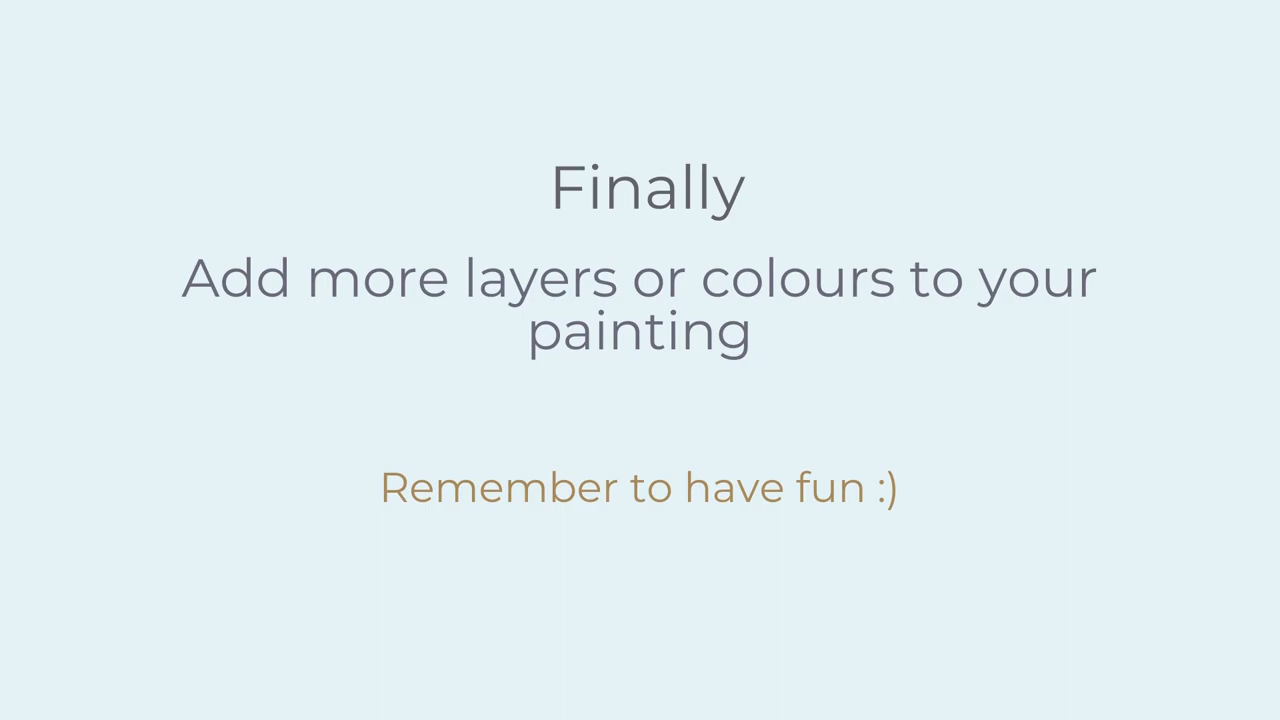 Finally
Add more layers or colours to your
painting
Remember to have fun :)